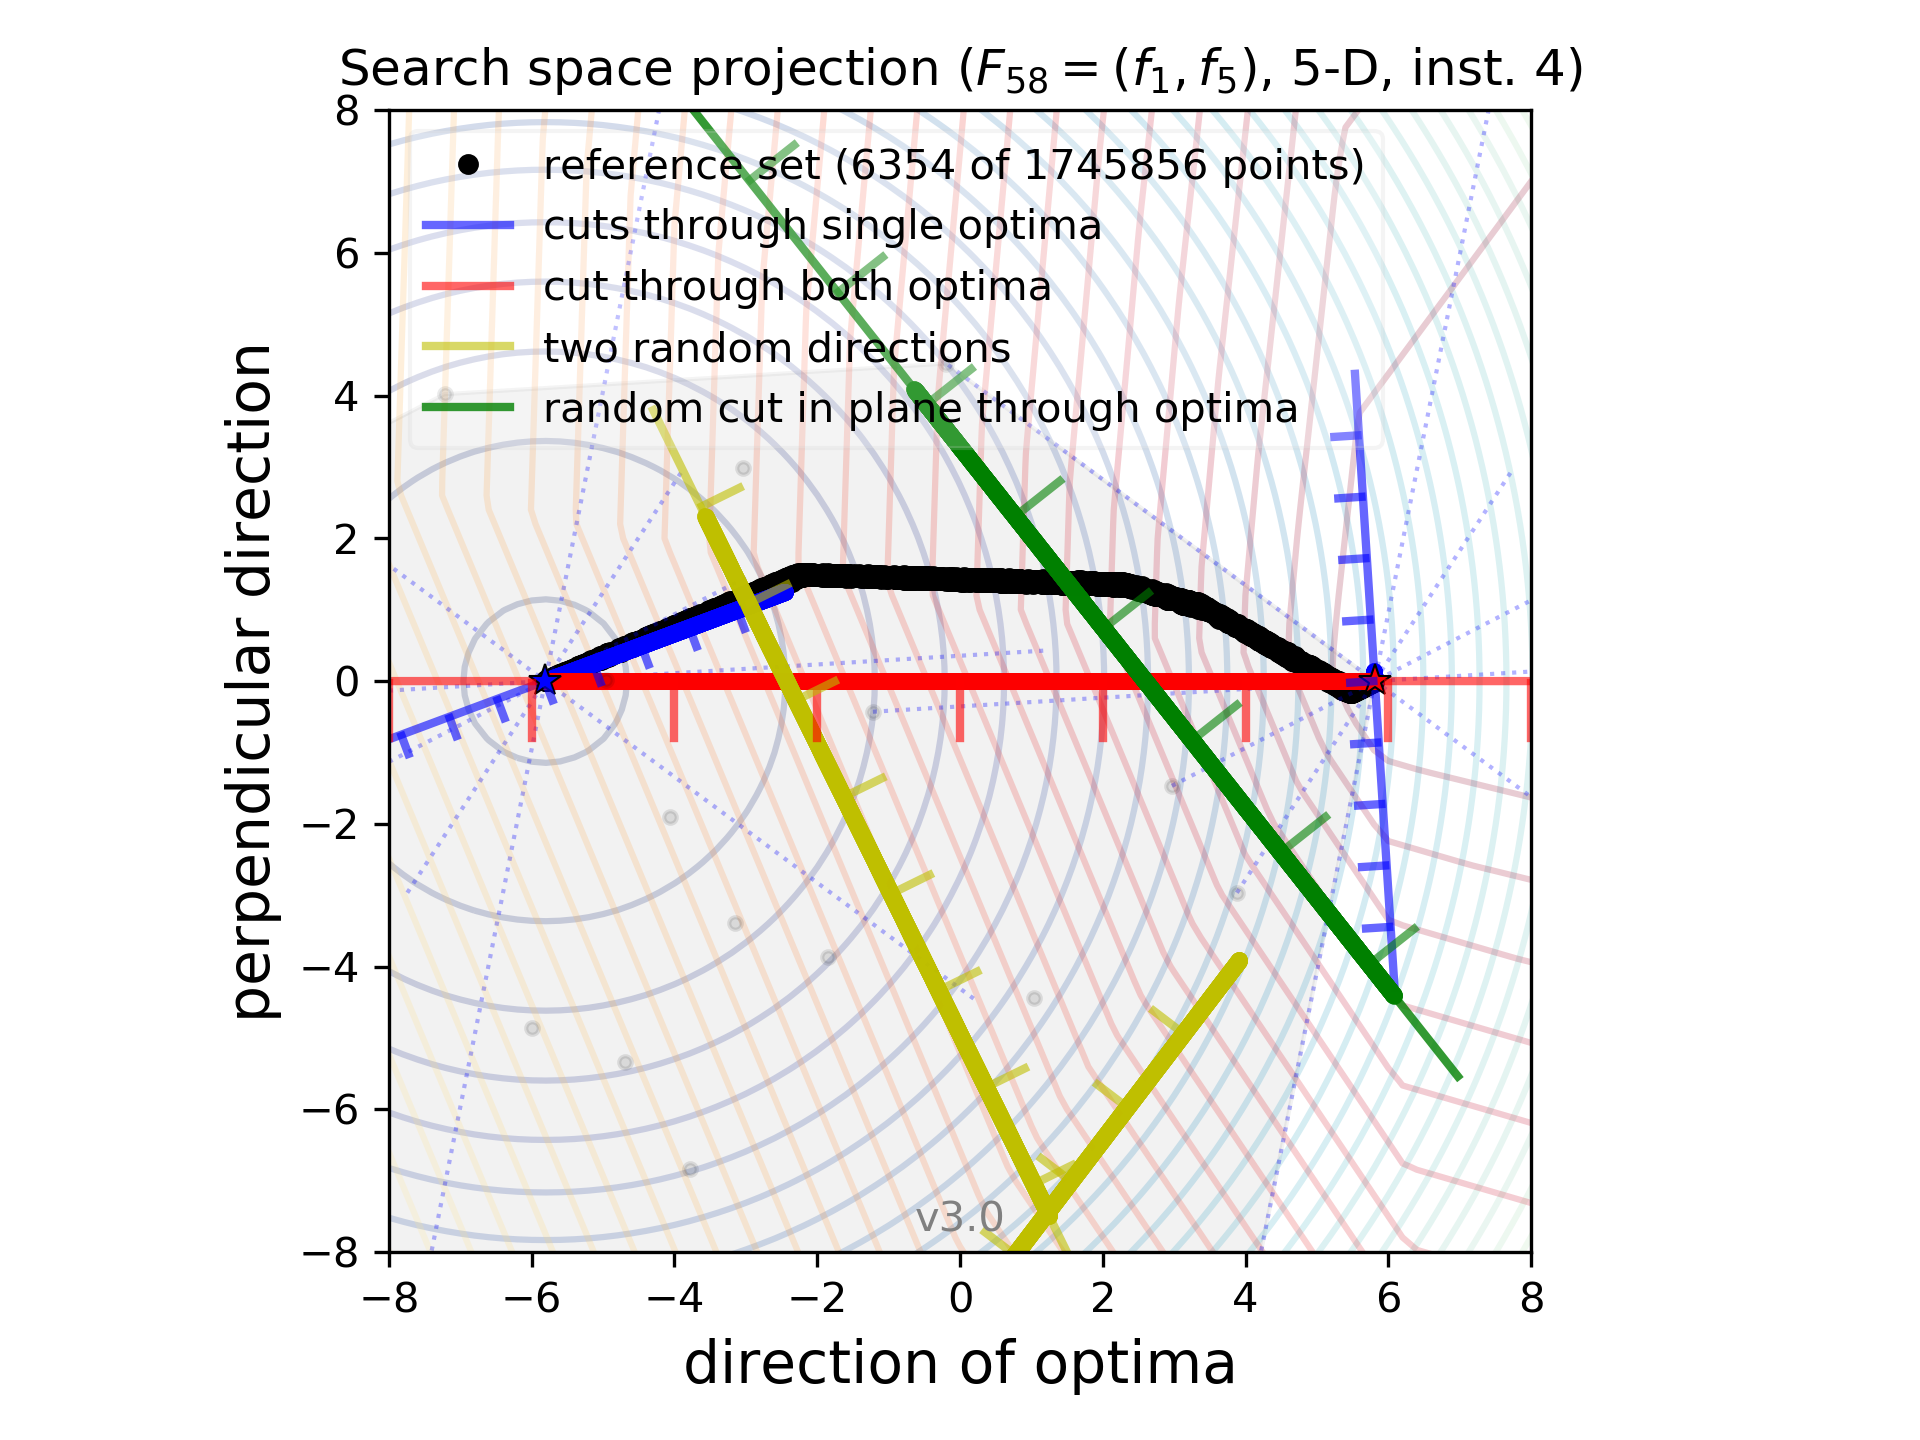 Search space projection (F₅₈ = (f₁, f₅), 5-D, inst. 4)
reference set (6354 of 1745856 points)
cuts through single optima
cut through both optima
two random directions
random cut in plane through optima
8
6
4
2
0
−2
−4
−6
−8
perpendicular direction
v3.0
−8 −6 −4 −2 0 2 4 6 8
direction of optima